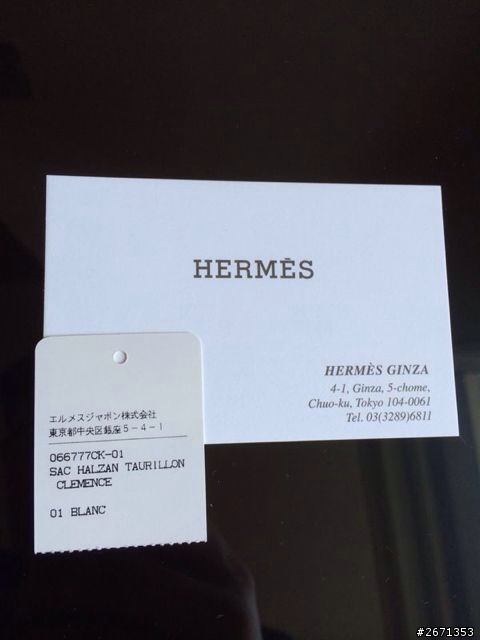 HERMÈS
HERMÈS GINZA
4-1, Ginza, 5-chome,
Chuo-ku, Tokyo 104-0061
Tel. 03(3289)6811
エルメスジャポン株式会社
東京都中央区銀座5-4-1
066777CK-01
SAC HALZAN TAURILLON
CLEMENCE
01 BLANC
#2671353